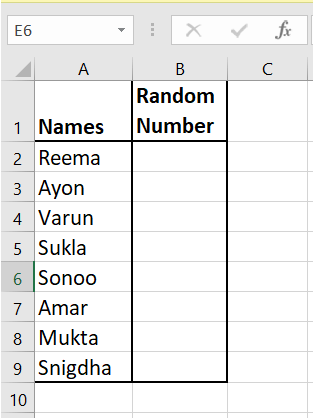 E6 fx
A B C
1 Names Random
Number
2 Reema
3 Ayon
4 Varun
5 Sukla
6 Sonoo
7 Amar
8 Mukta
9 Snigdha
10